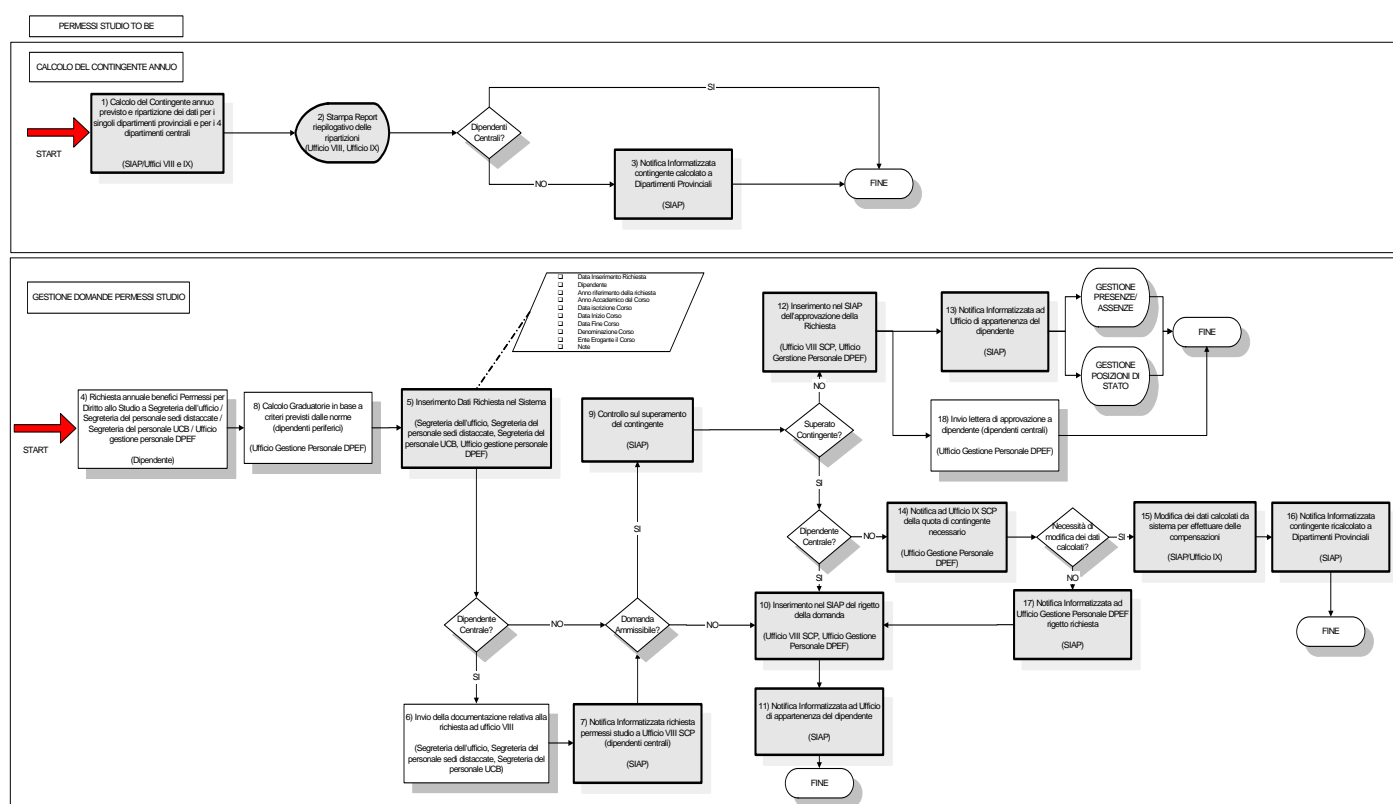 PERMESSI STUDIO TO BE
CALCOLO DEL CONTINGENTE ANNUO
START
1) Calcolo del Contingente annuo
previsto e ripartizione dei dati per i
singoli dipartimenti provinciali e per i 4
dipartimenti centrali
(SIAP/Uffici VIII e IX)
2) Stampa Report
riepilogativo delle
ripartizioni
(Ufficio VIII, Ufficio IX)
Dipendenti
Centrali?
SI
NO
3) Notifica Informatizzata
contingente calcolato a
Dipartimenti Provinciali
(SIAP)
FINE
GESTIONE DOMANDE PERMESSI STUDIO
Data Inserimento Richiesta
Dipendente
Anno riferimento della richiesta
Anno Accademico del Corso
Data iscrizione Corso
Data Inizio Corso
Data Fine Corso
Denominazione Corso
Ente Erogante il Corso
Note
START
4) Richiesta annuale benefici Permessi per
Diritto allo Studio a Segreteria dell'ufficio /
Segreteria del personale sedi distaccate /
Segreteria del personale UCB / Ufficio
gestione personale DPEF
(Dipendente)
8) Calcolo Graduatorie in base a
criteri previsti dalle norme
(dipendenti periferici)
(Ufficio Gestione Personale DPEF)
5) Inserimento Dati Richiesta nel Sistema
(Segreteria dell'ufficio, Segreteria del
personale sedi distaccate, Segreteria del
personale UCB, Ufficio gestione personale
DPEF)
9) Controllo sul superamento
del contingente
(SIAP)
12) Inserimento nel SIAP
dell'approvazione della
Richiesta
(Ufficio VIII SCP, Ufficio
Gerstione Personale DPEF)
13) Notifica Informatizzata ad
Ufficio di appartenenza del
dipendente
(SIAP)
GESTIONE
PRESENZE/
ASSENZE
GESTIONE
POSIZIONI DI
STATO
FINE
NO
Superato
Contingente?
SI
18) Invio lettera di approvazione a
dipendente (dipendenti centrali)
(Ufficio Gestione Personale DPEF)
Dipendente
Centrale?
NO
SI
14) Notifica ad Ufficio IX SCP
della quota di contingente
necessario
(Ufficio Gestione Personale
DPEF)
Necessità di
modifica dei dati
calcolati?
SI
NO
15) Modifica dei dati calcolati da
sistema per effettuare delle
compensazioni
(SIAP/Ufficio IX)
16) Notifica Informatizzata
contingente ricalcolato a
Dipartimenti Provinciali
(SIAP)
FINE
Dipendente
Centrale?
NO
SI
Domanda
Ammissibile?
SI
NO
10) Inserimento nel SIAP del rigetto
della domanda
(Ufficio VIII SCP, Ufficio Gestione
Personale DPEF)
17) Notifica Informatizzata ad
Ufficio Gestione Personale DPEF
rigetto richiesta
(SIAP)
6) Invio della documentazione relativa alla
richiesta ad ufficio VIII
(Segreteria dell'ufficio, Segreteria del
personale sedi distaccate, Segreteria del
personale UCB)
7) Notifica Informatizzata richiesta
permessi studio a Ufficio VIII SCP
(dipendenti centrali)
(SIAP)
11) Notifica Informatizzata ad Ufficio
di appartenenza del dipendente
(SIAP)
FINE